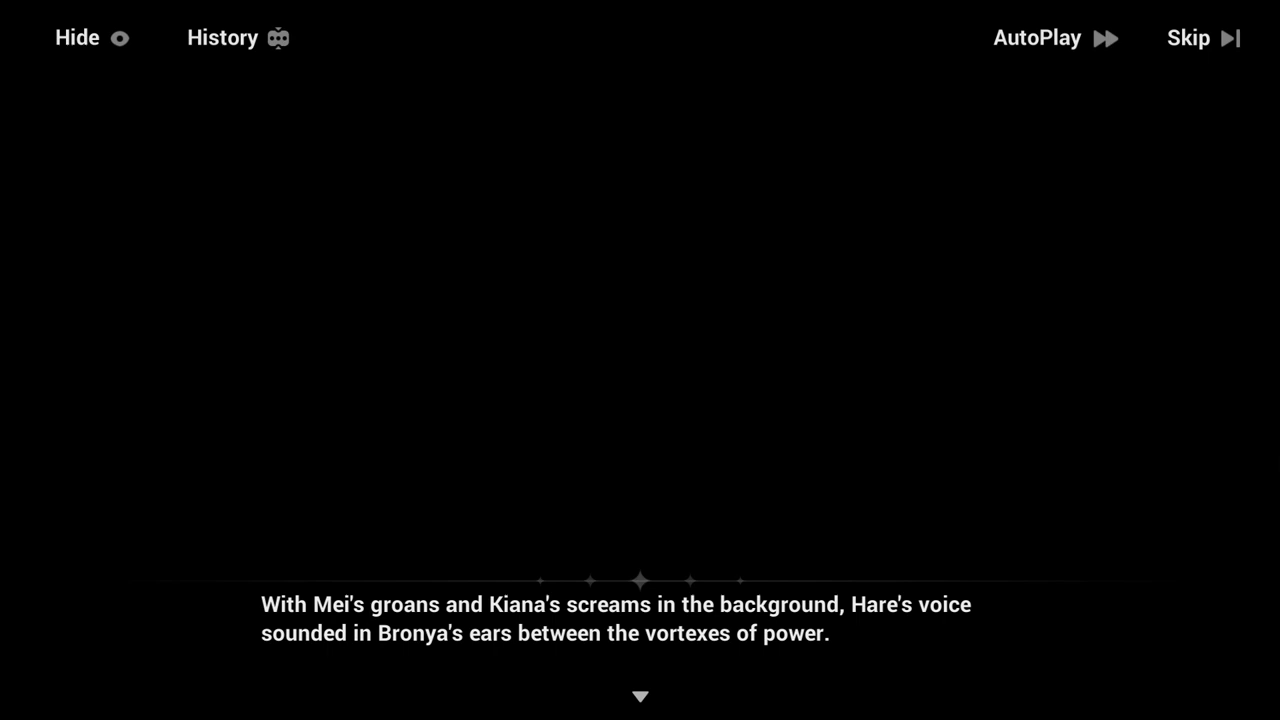 Hide
History
AutoPlay
Skip
With Mei's groans and Kiana's screams in the background, Hare's voice
sounded in Bronya's ears between the vortexes of power.